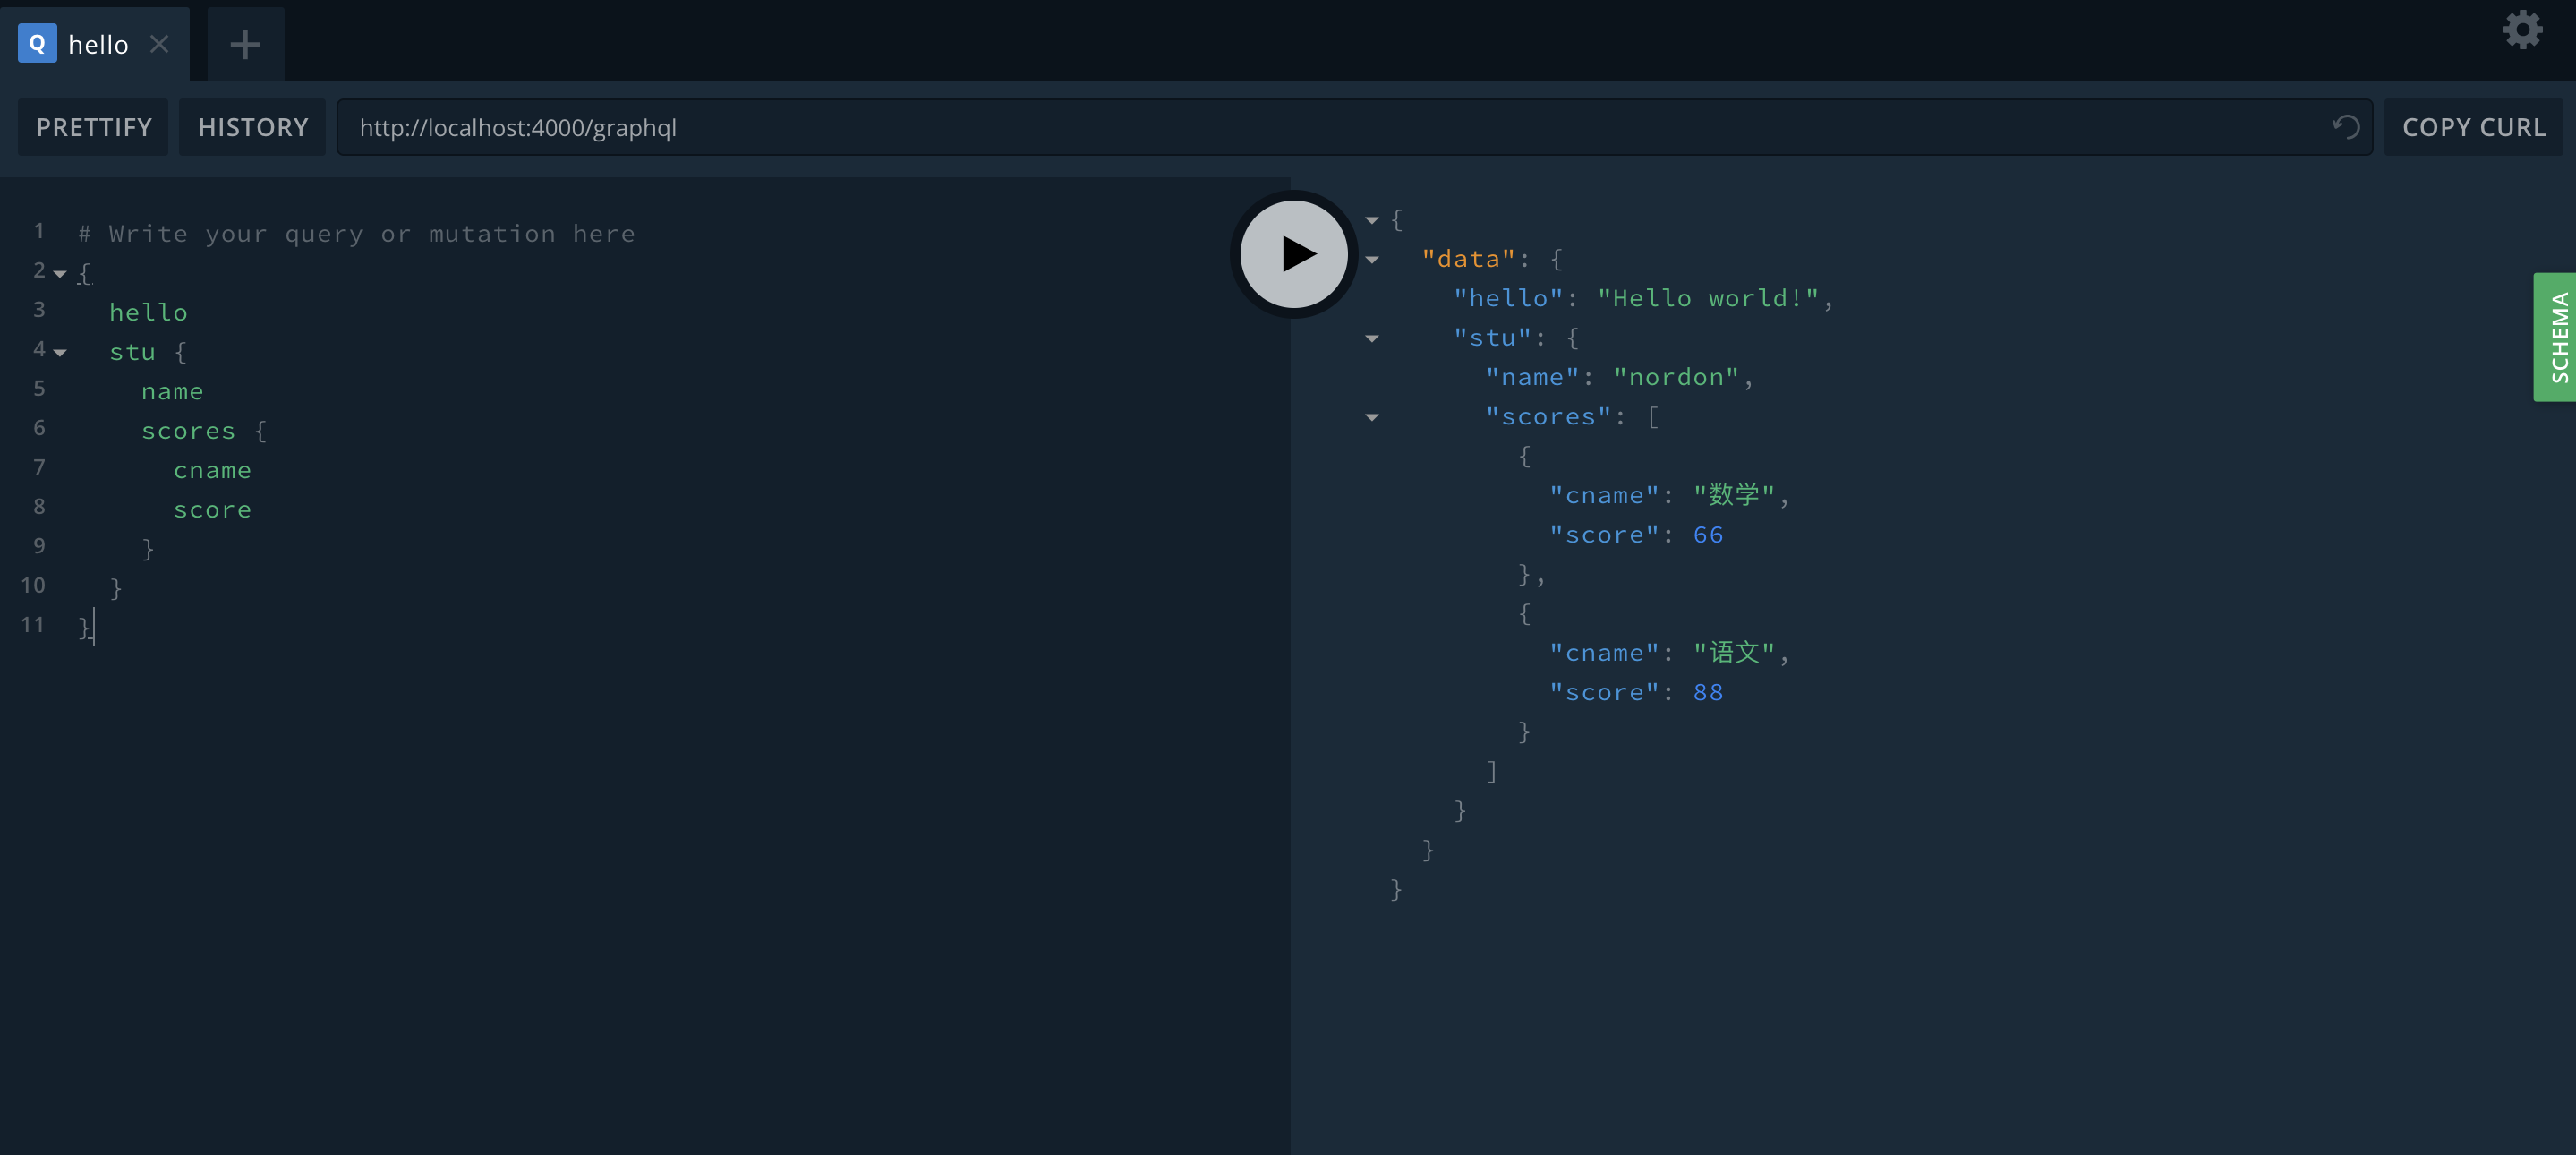 Q hello
PRETTIFY HISTORY http://localhost:4000/graphql COPY CURL
1 # Write your query or mutation here
2 {
3 hello
4 stu {
5 name
6 scores {
7 cname
8 score
9 }
10 }
11 }
{
"data": {
"hello": "Hello world!",
"stu": {
"name": "nordon",
"scores": [
{
"cname": "数学",
"score": 66
},
{
"cname": "语文",
"score": 88
}
]
}
}
}
SCHEMA